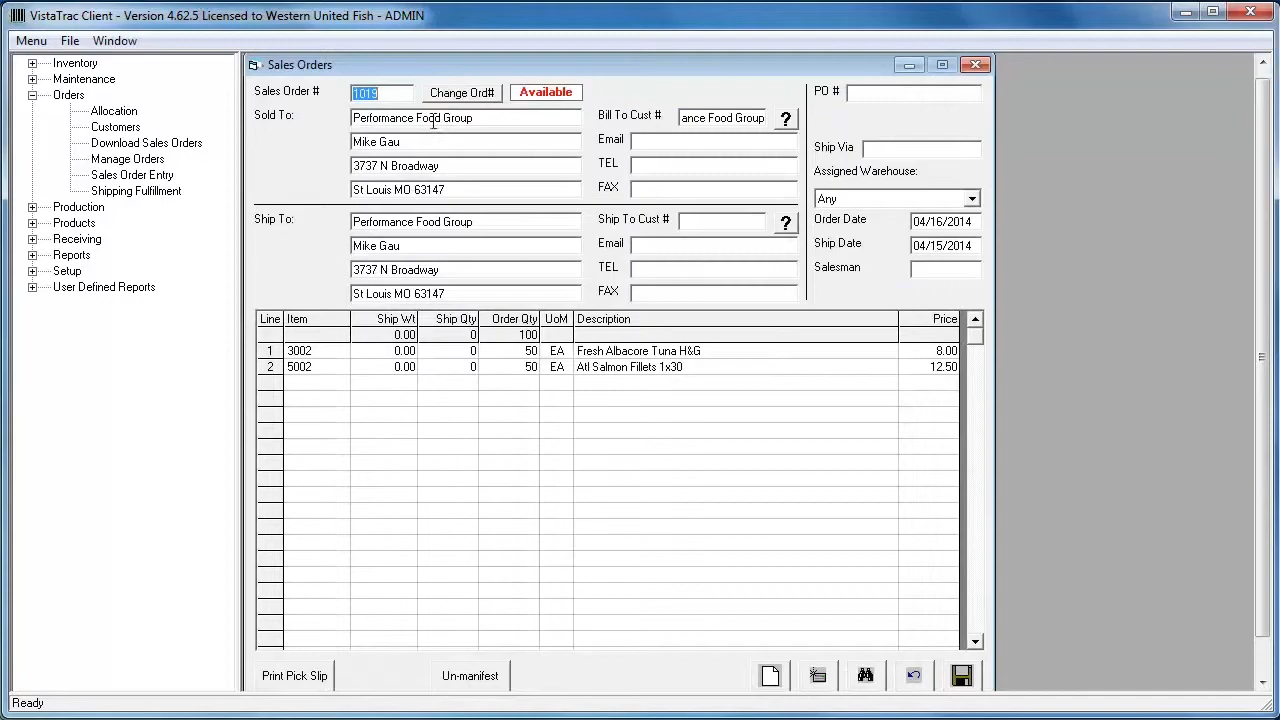 VistaTrac Client - Version 4.62.5 Licensed to Western United Fish - ADMIN
Menu File Window
Inventory
Maintenance
Orders
Allocation
Customers
Download Sales Orders
Manage Orders
Sales Order Entry
Shipping Fulfillment
Production
Products
Receiving
Reports
Setup
User Defined Reports
Sales Orders
Sales Order # 1019 Change Ord# Available
Sold To: Performance Food Group
Mike Gau
3737 N Broadway
St Louis MO 63147
Bill To Cust # ance Food Group ?
Email
TEL
FAX
Ship To: Performance Food Group
Mike Gau
3737 N Broadway
St Louis MO 63147
Ship To Cust # ?
Email
TEL
FAX
PO #
Ship Via
Assigned Warehouse:
Any
Order Date 04/16/2014
Ship Date 04/15/2014
Salesman
Line Item Ship Wt Ship Qty Order Qty UoM Description Price
0.00 0 100
1 3002 0.00 0 50 EA Fresh Albacore Tuna H&G 8.00
2 5002 0.00 0 50 EA Atl Salmon Fillets 1x30 12.50
Print Pick Slip Un-manifest
Ready